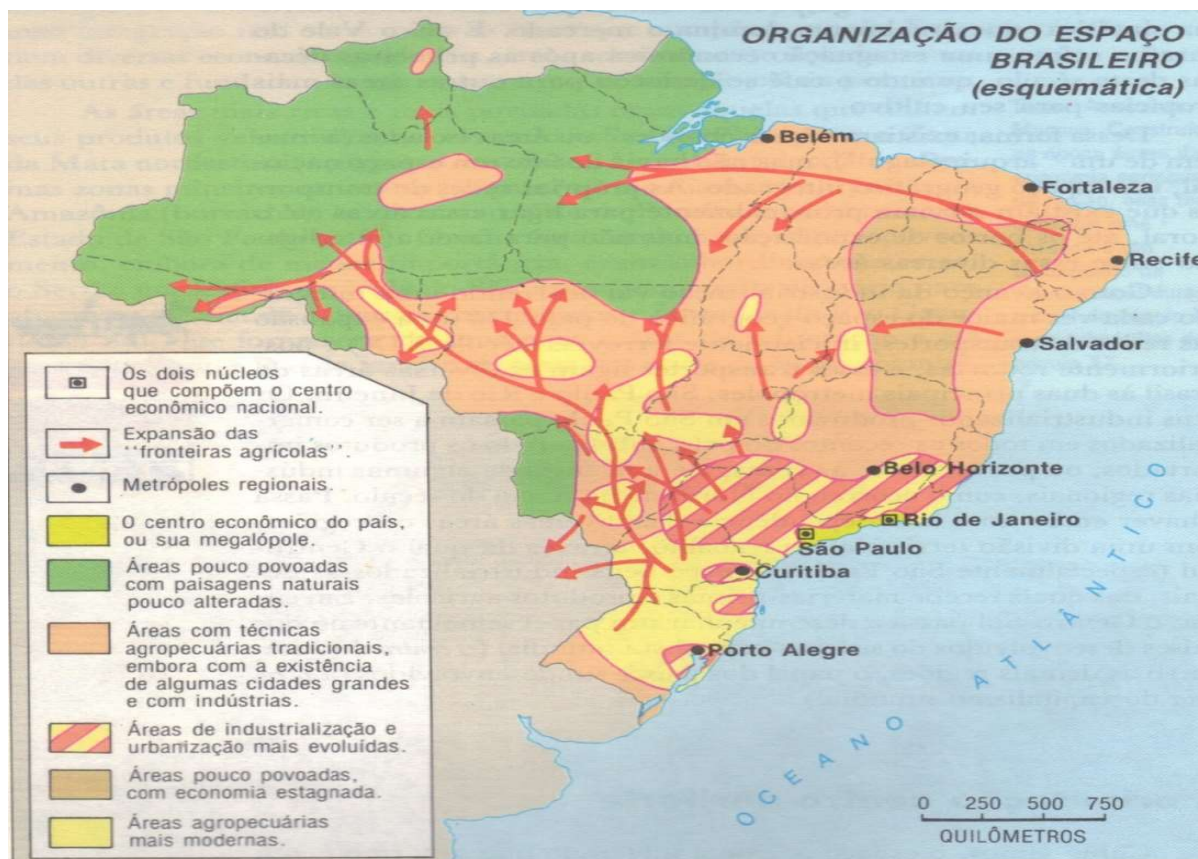 ORGANIZAÇÃO DO ESPAÇO
BRASILEIRO
(esquemática)
Belém
Fortaleza
Recife
Salvador
Belo Horizonte
Rio de Janeiro
São Paulo
Curitiba
Porto Alegre
OCEANO ATLÂNTICO
Os dois núcleo
que compõem o centro
econômico nacional.
Expansão das
"fronteiras agrícolas".
Metrópoles regionais.
O centro econômico do país,
ou sua megalópole.
Áreas pouco povoadas
com paisagens naturais
pouco alteradas.
Áreas com técnicas
agropecuárias tradicionais,
embora com a existência
de algumas cidades grandes
e com indústrias.
Áreas de industrialização e
urbanização mais evoluídas.
Áreas pouco povoadas,
com economia estagnada.
Áreas agropecuárias
mais modernas.
0 250 500 750
QUILÔMETROS